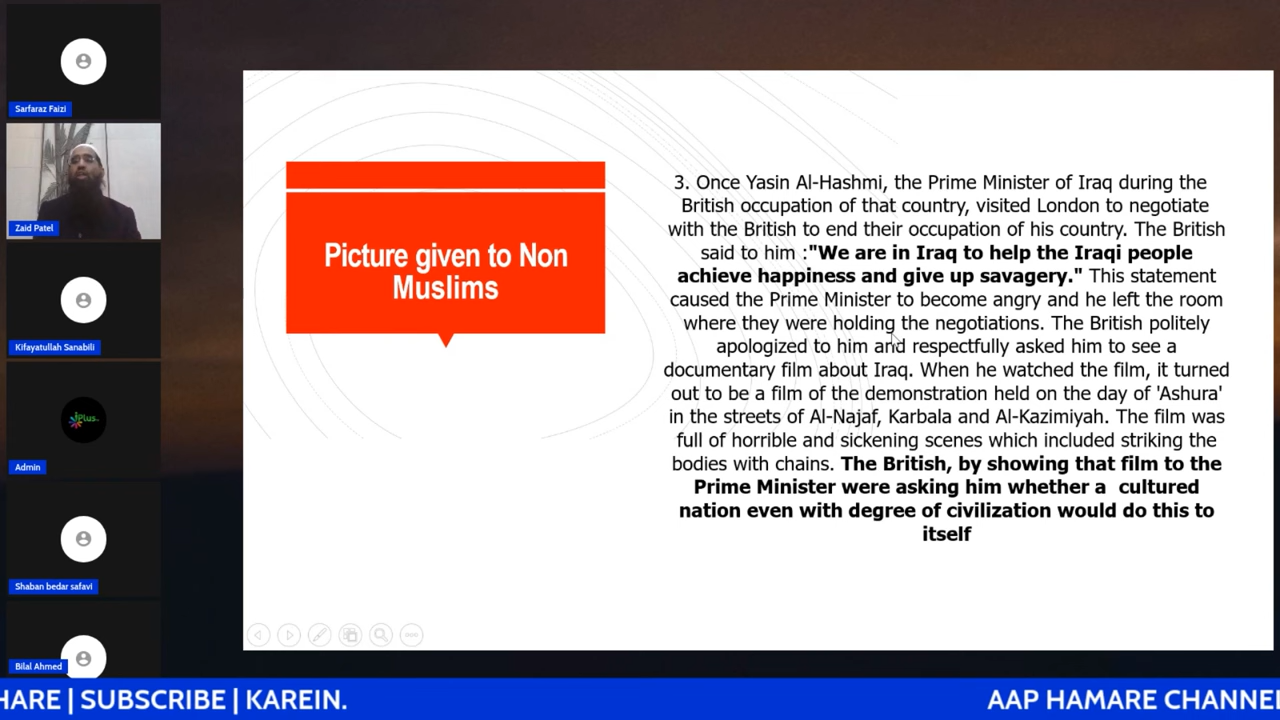 Sarfaraz Faizi
Zaid Patel
Kifayatullah Sanabili
iPlus
Admin
Shaban bedar safavi
Bilal Ahmed
Picture given to Non
Muslims
3. Once Yasin Al-Hashmi, the Prime Minister of Iraq during the
British occupation of that country, visited London to negotiate
with the British to end their occupation of his country. The British
said to him :"We are in Iraq to help the Iraqi people
achieve happiness and give up savagery." This statement
caused the Prime Minister to become angry and he left the room
where they were holding the negotiations. The British politely
apologized to him and respectfully asked him to see a
documentary film about Iraq. When he watched the film, it turned
out to be a film of the demonstration held on the day of 'Ashura'
in the streets of Al-Najaf, Karbala and Al-Kazimiyah. The film was
full of horrible and sickening scenes which included striking the
bodies with chains. The British, by showing that film to the
Prime Minister were asking him whether a  cultured
nation even with degree of civilization would do this to
itself
HARE | SUBSCRIBE | KAREIN.
AAP HAMARE CHANNE